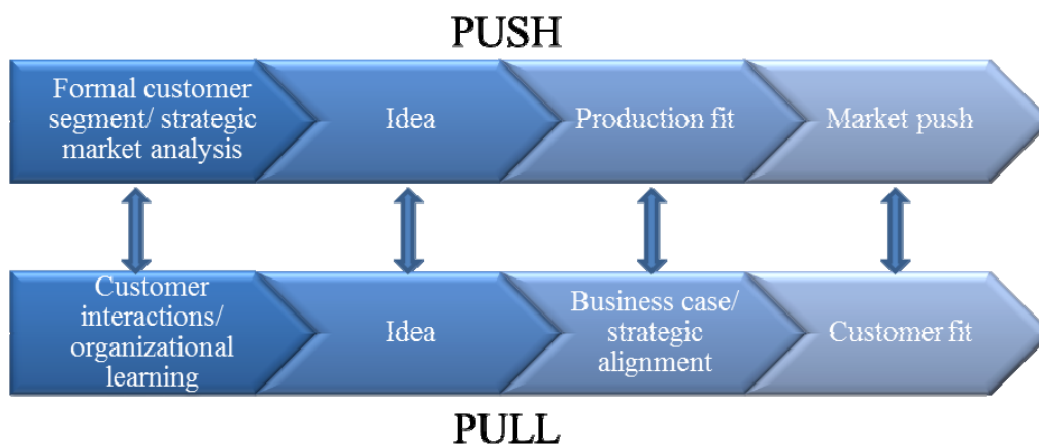 PUSH
Formal customer
segment/ strategic
market analysis
Idea
Production fit
Market push
Customer
interactions/
organizational
learning
Idea
Business case/
strategic
alignment
Customer fit
PULL